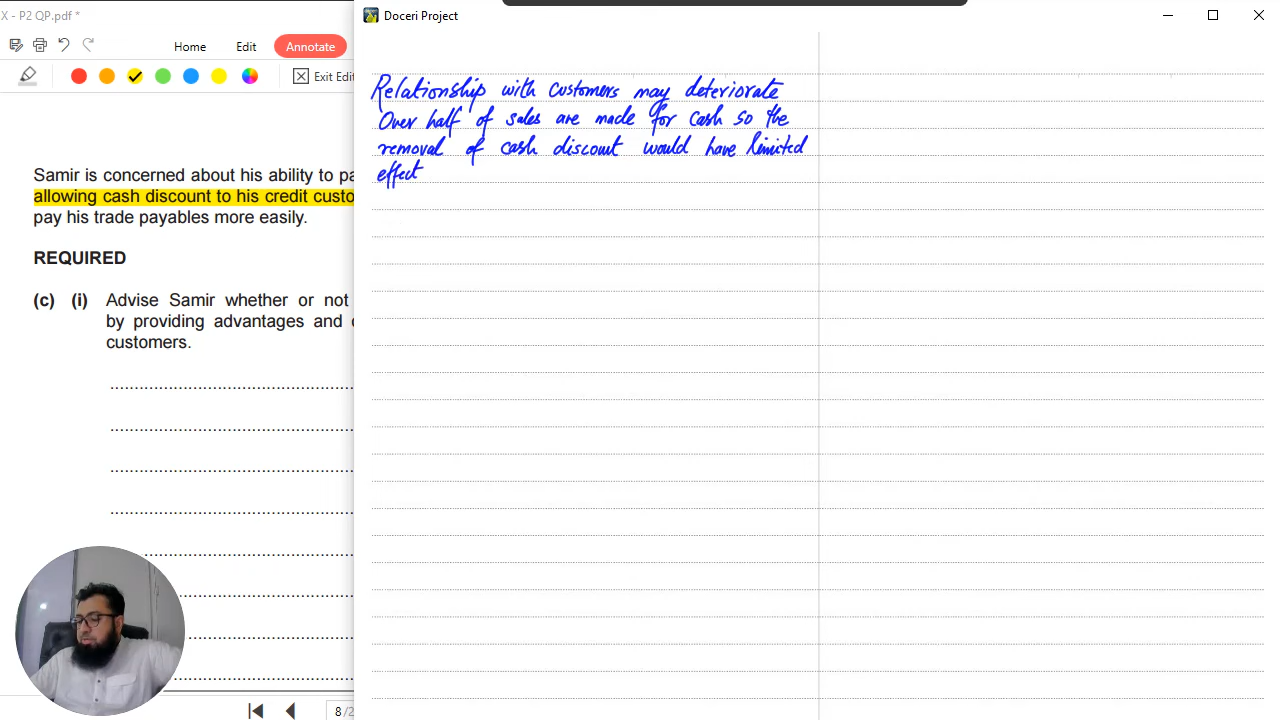 X - P2 QP.pdf *
Home Edit Annotate
Exit Edi
Samir is concerned about his ability to pa
allowing cash discount to his credit custo
pay his trade payables more easily.
REQUIRED
(c) (i) Advise Samir whether or not
by providing advantages and
customers.
8/2
Doceri Project
Relationship with customers may deteriorate
Over half of sales are made for cash so the
removal of cash discount would have limited
effect